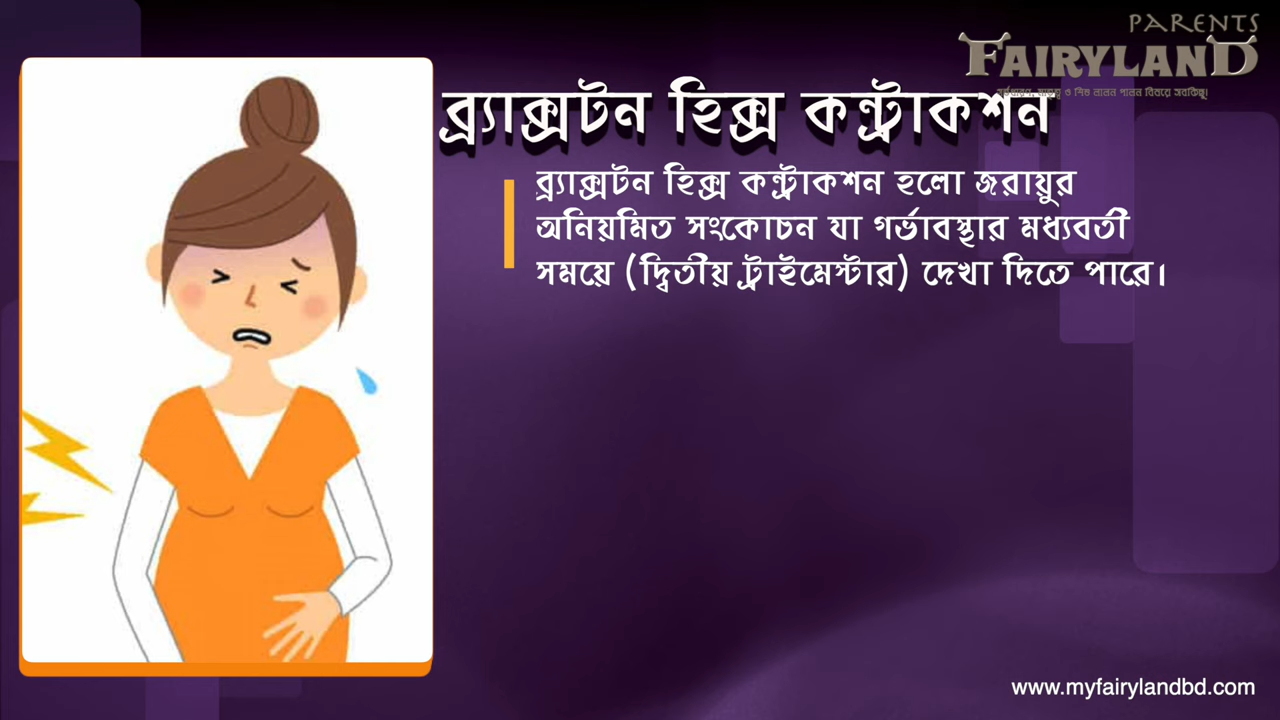 PARENTS
FAIRYLAND
ব্র্যাক্সটন হিক্স কন্ট্রাকশন
ব্র্যাক্সটন হিক্স কন্ট্রাকশন হলো জরায়ুর
অনিয়মিত সংকোচন যা গর্ভাবস্থার মধ্যবর্তী
সময়ে (দ্বিতীয় ট্রাইমেস্টার) দেখা দিতে পারে।
www.myfairylandbd.com